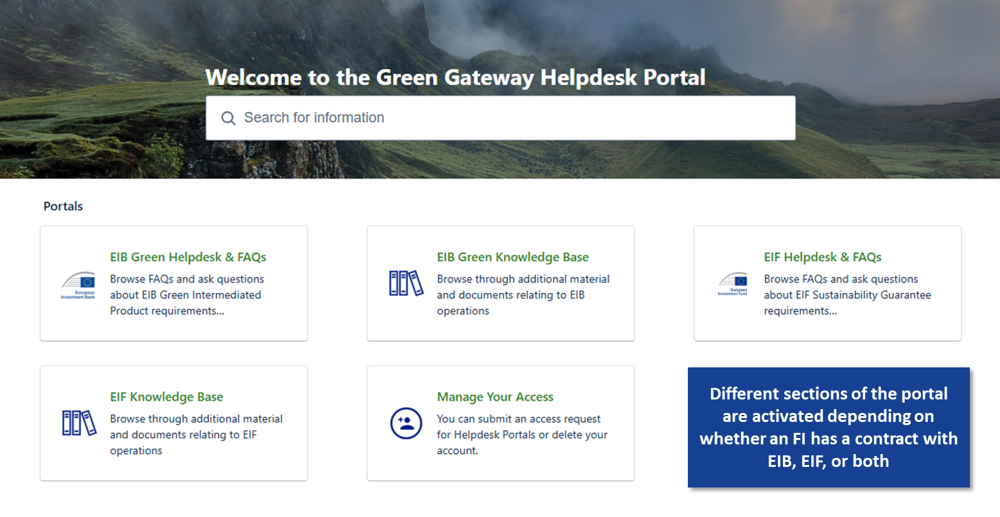 Welcome to the Green Gateway Helpdesk Portal
Search for information
Portals
EIB Green Helpdesk & FAQs
Browse FAQs and ask questions
about EIB Green Intermediated
Product requirements...
European
Investment Bank
EIB Green Knowledge Base
Browse through additional material
and documents relating to EIB
operations
EIF Helpdesk & FAQs
Browse FAQs and ask questions
about EIF Sustainability Guarantee
requirements...
European
Investment Fund
EIF Knowledge Base
Browse through additional material
and documents relating to EIF
operations
Manage Your Access
You can submit an access request
for Helpdesk Portals or delete your
account.
Different sections of the portal
are activated depending on
whether an FI has a contract with
EIB, EIF, or both